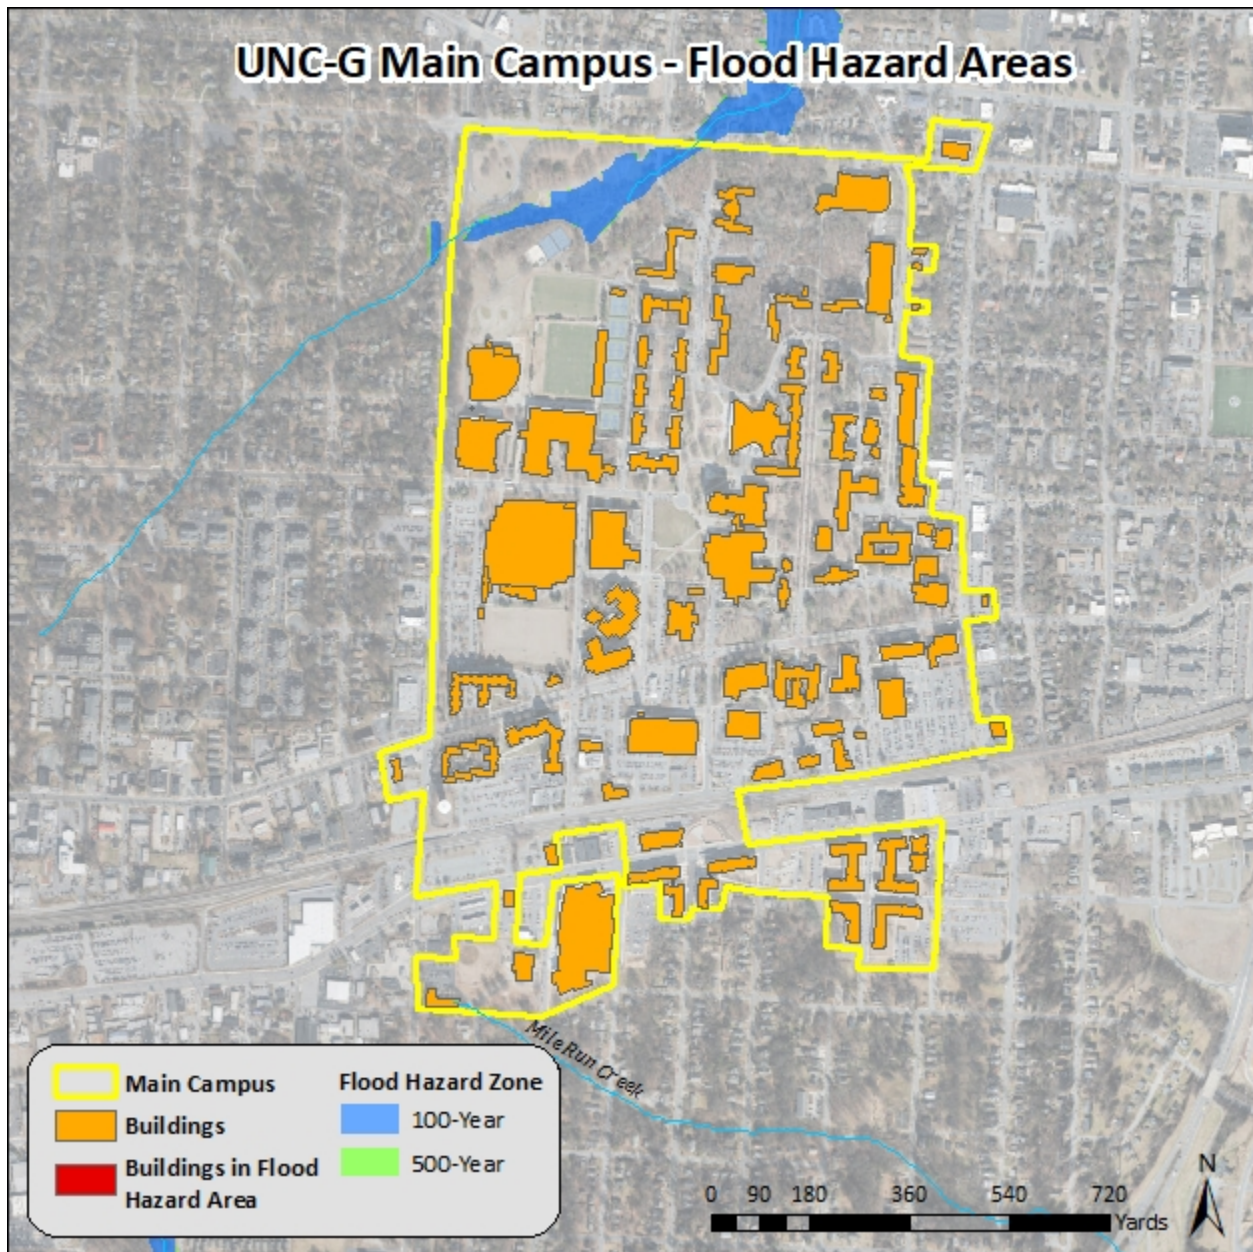 UNC-G Main Campus - Flood Hazard Areas
Mile Run Creek
Main Campus
Buildings
Buildings in Flood
Hazard Area
Flood Hazard Zone
100-Year
500-Year
0 90 180 360 540 720
Yards
N